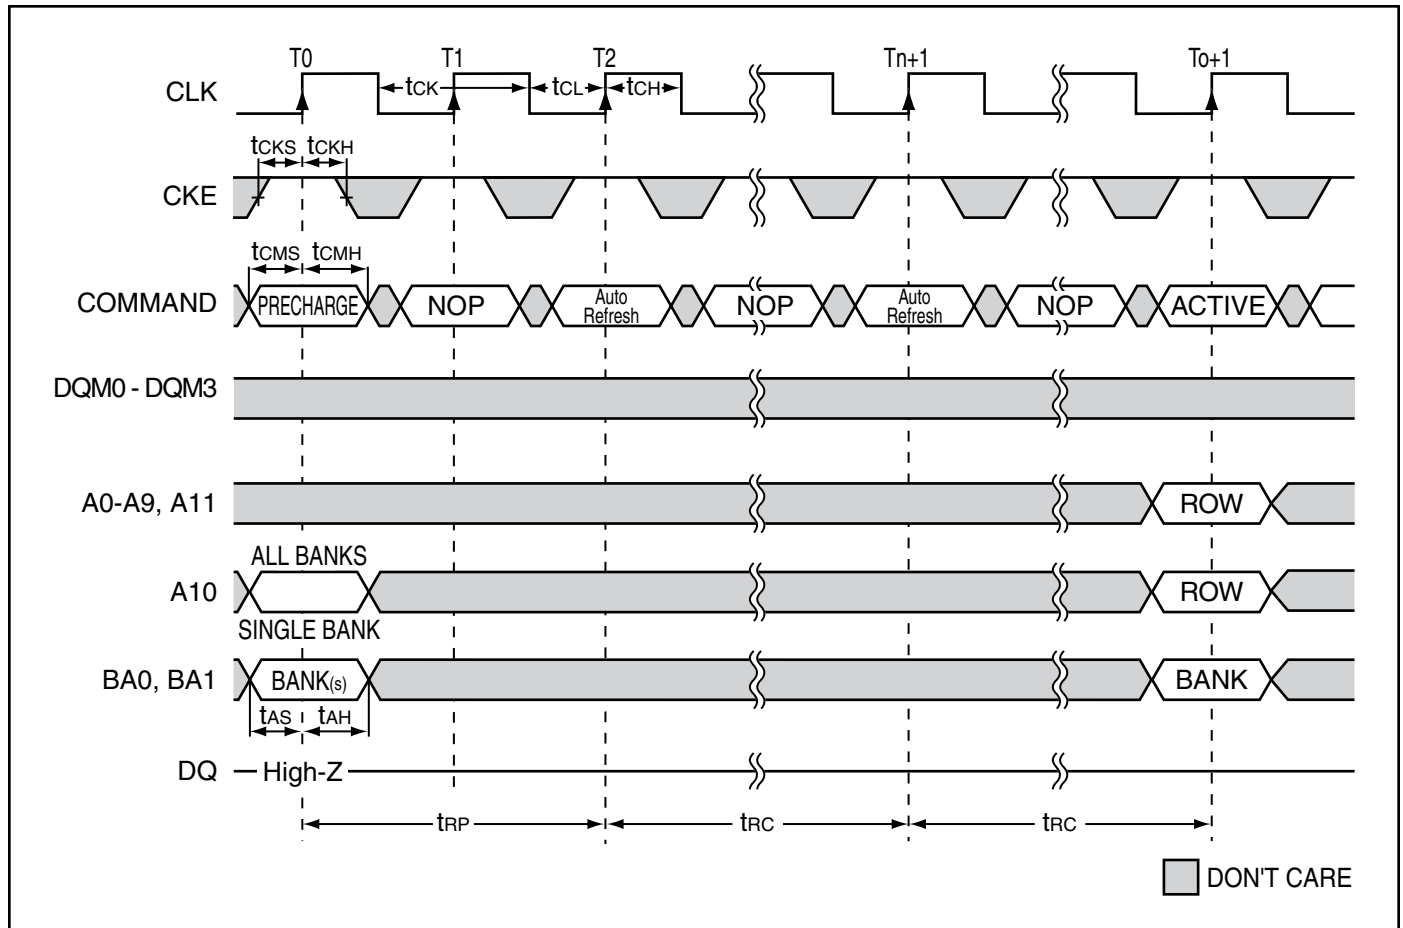 T0 T1 T2 Tn+1 To+1
CLK tCK tCL tCH
tCKS tCKH
CKE
tCMS tCMH
COMMAND PRECHARGE NOP Auto Refresh NOP Auto Refresh NOP ACTIVE
DQM0 - DQM3
A0-A9, A11 ROW
ALL BANKS
A10 ROW
SINGLE BANK
BA0, BA1 BANK(s) BANK
tAS tAH
DQ High-Z
tRP tRC tRC
DON'T CARE